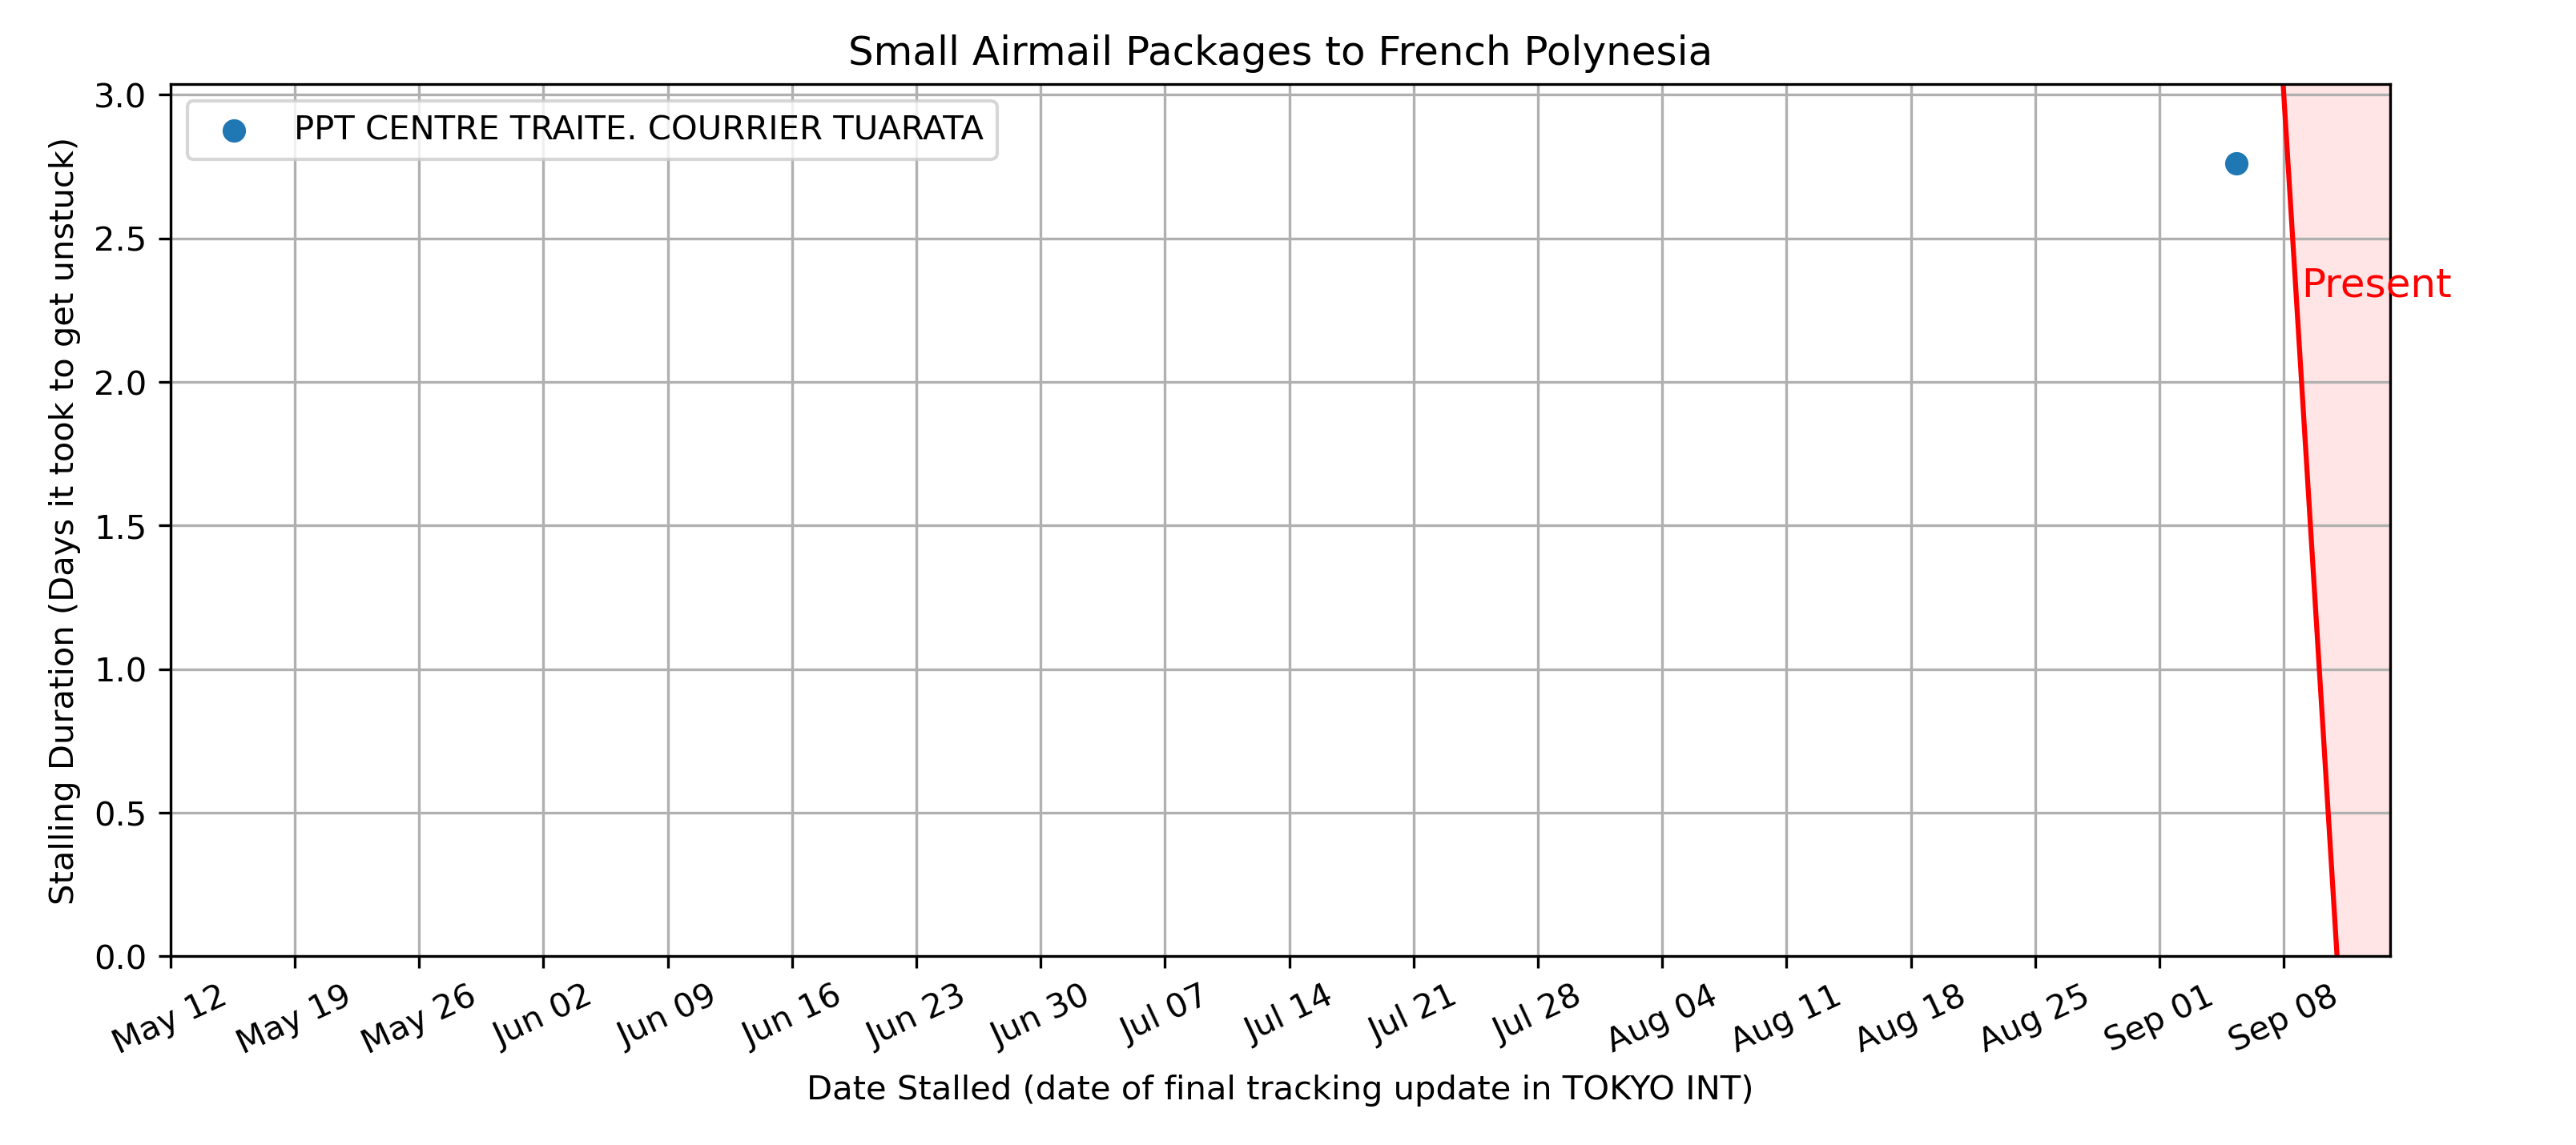 Small Airmail Packages to French Polynesia
PPT CENTRE TRAITE. COURRIER TUARATA
Present
Stalling Duration (Days it took to get unstuck)
3.0
2.5
2.0
1.5
1.0
0.5
0.0
May 12
May 19
May 26
Jun 02
Jun 09
Jun 16
Jun 23
Jun 30
Jul 07
Jul 14
Jul 21
Jul 28
Aug 04
Aug 11
Aug 18
Aug 25
Sep 01
Sep 08
Date Stalled (date of final tracking update in TOKYO INT)